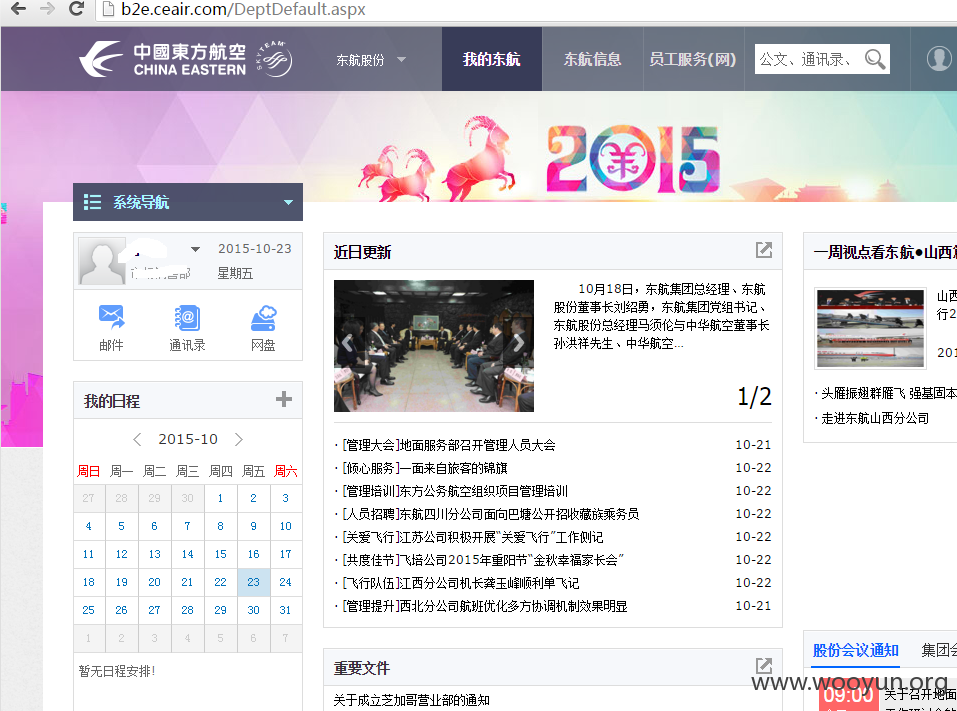 b2e.ceair.com/DeptDefault.aspx
中國東方航空
CHINA EASTERN
SKYTEAM
东航股份
我的东航
东航信息
员工服务(网)
公文、通讯录、
2015
羊
系统导航
2015-10-23
星期五
邮件
通讯录
网盘
我的日程
2015-10
周日 周一 周二 周三 周四 周五 周六
27 28 29 30 1 2 3
4 5 6 7 8 9 10
11 12 13 14 15 16 17
18 19 20 21 22 23 24
25 26 27 28 29 30 31
1 2 3 4 5 6 7
暂无日程安排!
近日更新
10月18日，东航集团总经理、东航
股份董事长刘绍勇，东航集团党组书记、
东航股份总经理马须伦与中华航空董事长
孙洪祥先生、中华航空...
1/2
· [管理大会]地面服务部召开管理人员大会 10-21
· [倾心服务]一面来自旅客的锦旗 10-22
· [管理培训]东方公务航空组织项目管理培训 10-22
· [人员招聘]东航四川分公司面向巴塘公开招收藏族乘务员 10-22
· [关爱飞行]江苏公司积极开展“关爱飞行”工作侧记 10-22
· [共度佳节]飞培公司2015年重阳节“金秋幸福家长会” 10-22
· [飞行队伍]江西分公司机长龚玉峰顺利单飞记 10-22
· [管理提升]西北分公司航班优化多方协调机制效果明显 10-21
重要文件
关于成立芝加哥营业部的通知
一周视点看东航●山西
山西
行2
201
· 头雁振翅群雁飞 强基固本
· 走进东航山西分公司
股份会议通知
集团会
09:00
关于召开地面
www.wooyun.org